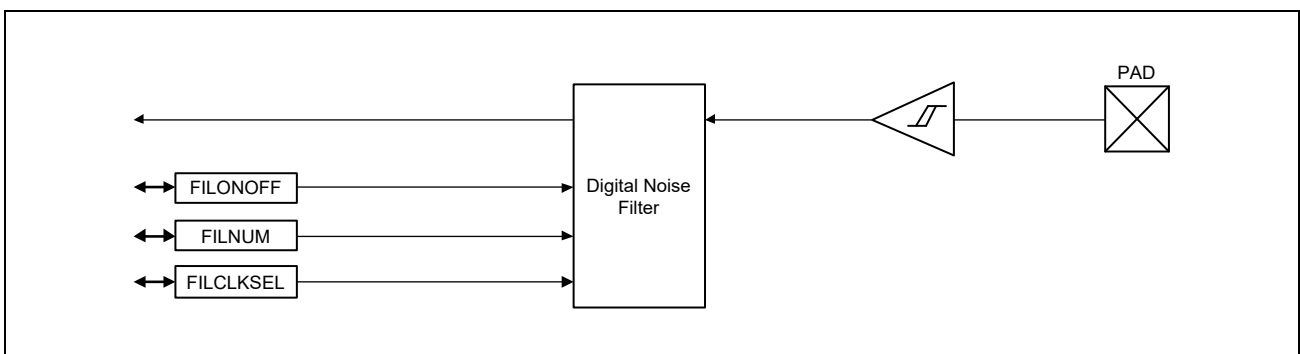 PAD
FILONOFF
Digital Noise
Filter
FILNUM
FILCLKSEL